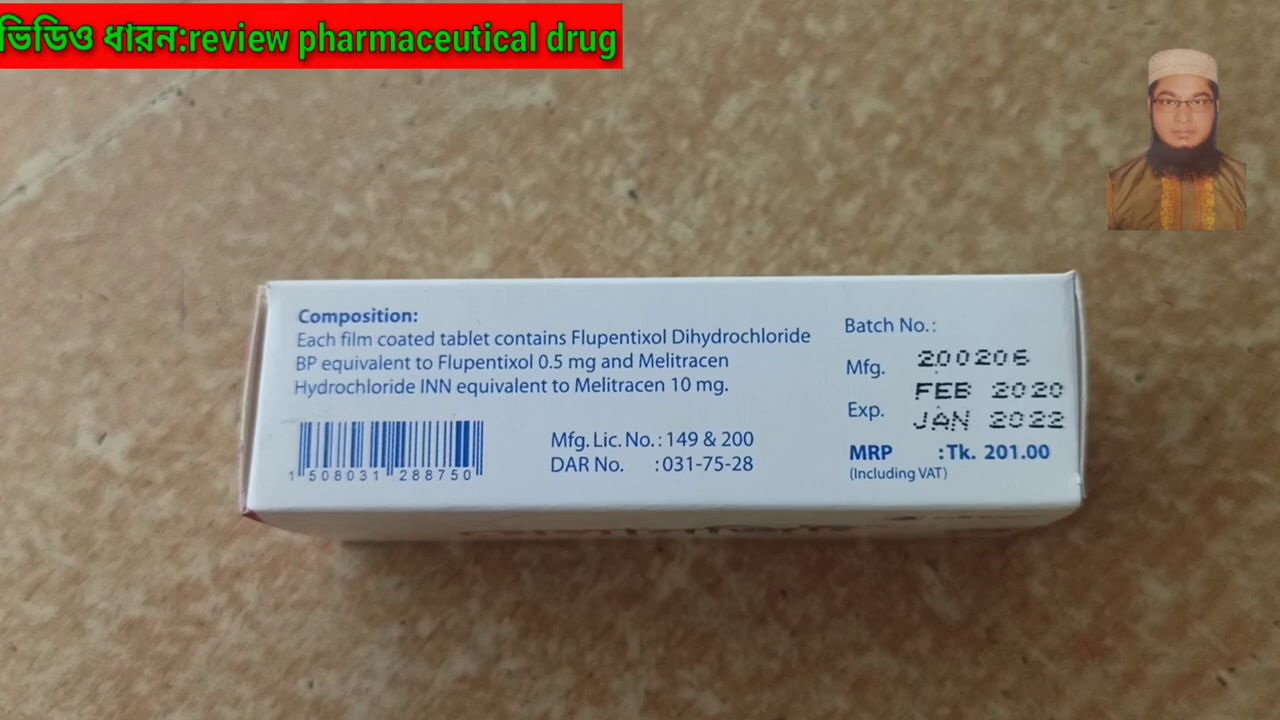 ভিডিও ধারন:review pharmaceutical drug
Composition:
Each film coated tablet contains Flupentixol Dihydrochloride
BP equivalent to Flupentixol 0.5 mg and Melitracen
Hydrochloride INN equivalent to Melitracen 10 mg.
1 508031 288750
Mfg. Lic. No. : 149 & 200
DAR No. : 031-75-28
Batch No. :
200206
Mfg.
FEB 2020
Exp.
JAN 2022
MRP :Tk. 201.00
(Including VAT)